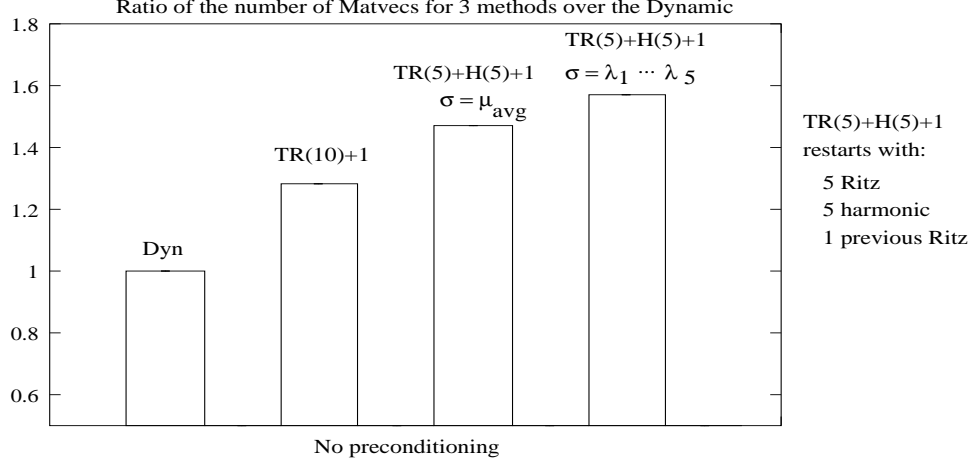 Ratio of the number of Matvecs for 3 methods over the Dynamic
1.8
1.6
1.4
1.2
1
0.8
0.6
Dyn
TR(10)+1
TR(5)+H(5)+1
σ = μavg
TR(5)+H(5)+1
σ = λ1 ... λ5
No preconditioning
TR(5)+H(5)+1
restarts with:
5 Ritz
5 harmonic
1 previous Ritz